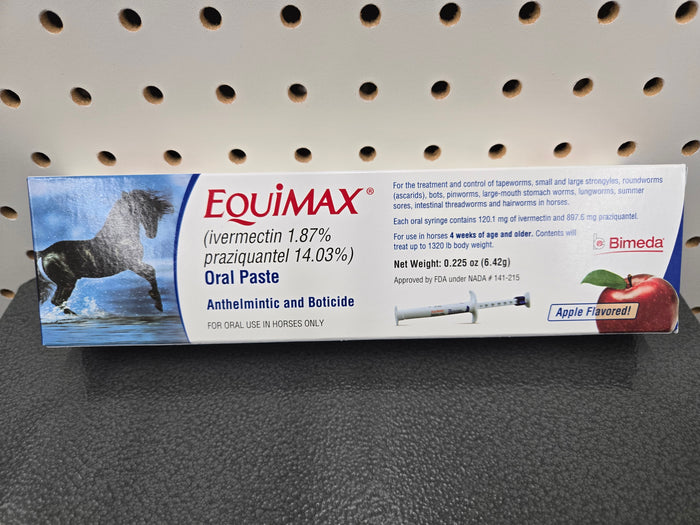 EQUIMAX®
(ivermectin 1.87%
praziquantel 14.03%)
Oral Paste
Anthelmintic and Boticide
FOR ORAL USE IN HORSES ONLY
For the treatment and control of tapeworms, small and large strongyles, roundworms
(ascarids), bots, pinworms, large-mouth stomach worms, lungworms, summer
sores, intestinal threadworms and hairworms in horses.
Each oral syringe contains 120.1 mg of ivermectin and 897.6 mg praziquantel.
For use in horses 4 weeks of age and older. Contents will
treat up to 1320 lb body weight.
Net Weight: 0.225 oz (6.42g)
Approved by FDA under NADA # 141-215
Bimeda®
Apple Flavored!